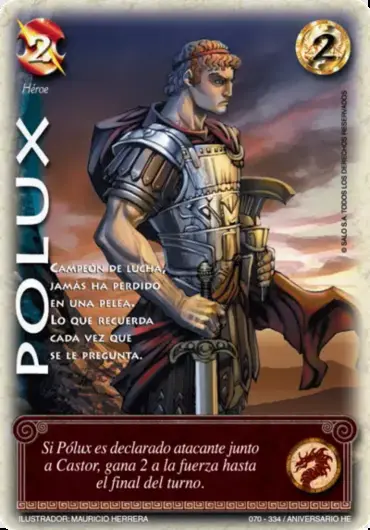 2
2
Héroe
POLUX
© SALO S.A. TODOS LOS DERECHOS RESERVADOS
CAMPEÓN DE LUCHA,
JAMÁS HA PERDIDO
EN UNA PELEA.
LO QUE RECUERDA
CADA VEZ QUE
SE LE PREGUNTA.
Si Pólux es declarado atacante junto
a Castor, gana 2 a la fuerza hasta
el final del turno.
ILUSTRADOR: MAURICIO HERRERA 070 - 334 / ANIVERSARIO HE